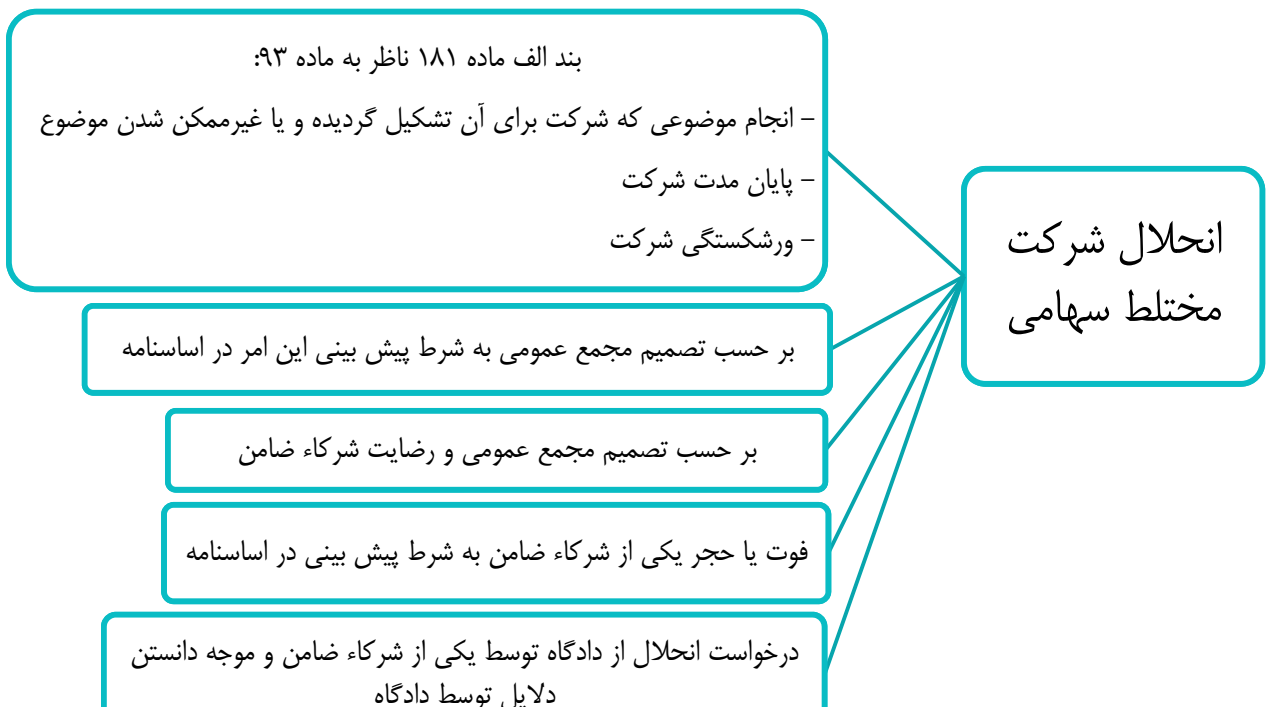 انحلال شرکت
مختلط سهامی
بند الف ماده ۱۸۱ ناظر به ماده ۹۳:
- انجام موضوعی که شرکت برای آن تشکیل گردیده و یا غیرممکن شدن موضوع
- پایان مدت شرکت
- ورشکستگی شرکت
بر حسب تصمیم مجمع عمومی به شرط پیش بینی این امر در اساسنامه
بر حسب تصمیم مجمع عمومی و رضایت شرکاء ضامن
فوت یا حجر یکی از شرکاء ضامن به شرط پیش بینی در اساسنامه
درخواست انحلال از دادگاه توسط یکی از شرکاء ضامن و موجه دانستن
دلایل توسط دادگاه